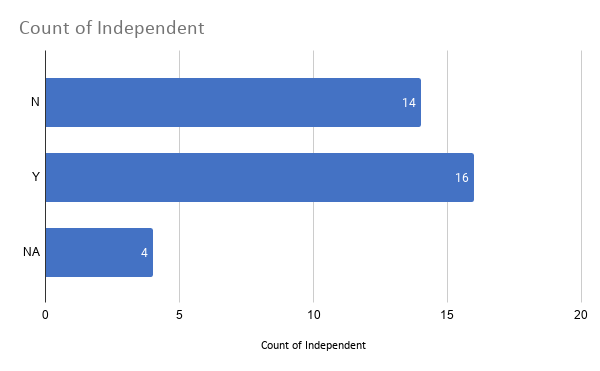 Count of Independent
N
14
Y
16
NA
4
0 5 10 15 20
Count of Independent